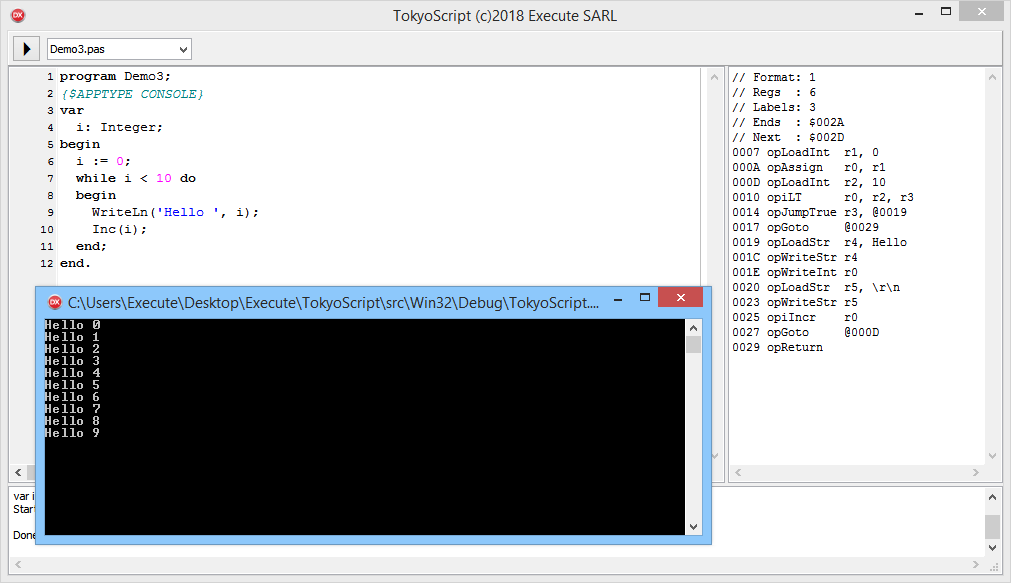 DX TokyoScript (c)2018 Execute SARL
Demo3.pas
1 program Demo3;
2 {$APPTYPE CONSOLE}
3 var
4 i: Integer;
5 begin
6 i := 0;
7 while i < 10 do
8 begin
9 WriteLn('Hello ', i);
10 Inc(i);
11 end;
12 end.
// Format: 1
// Regs  : 6
// Labels: 3
// Ends  : $002A
// Next  : $002D
0007 opLoadInt  r1, 0
000A opAssign   r0, r1
000D opLoadInt  r2, 10
0010 opiLT      r0, r2, r3
0014 opJumpTrue r3, @0019
0017 opGoto     @0029
0019 opLoadStr  r4, Hello
001C opWriteStr r4
001E opWriteInt r0
0020 opLoadStr  r5, \r\n
0023 opWriteStr r5
0025 opiIncr    r0
0027 opGoto     @000D
0029 opReturn
DX C:\Users\Execute\Desktop\Execute\TokyoScript\src\Win32\Debug\TokyoScript....
Hello 0
Hello 1
Hello 2
Hello 3
Hello 4
Hello 5
Hello 6
Hello 7
Hello 8
Hello 9
var i
Start
Done